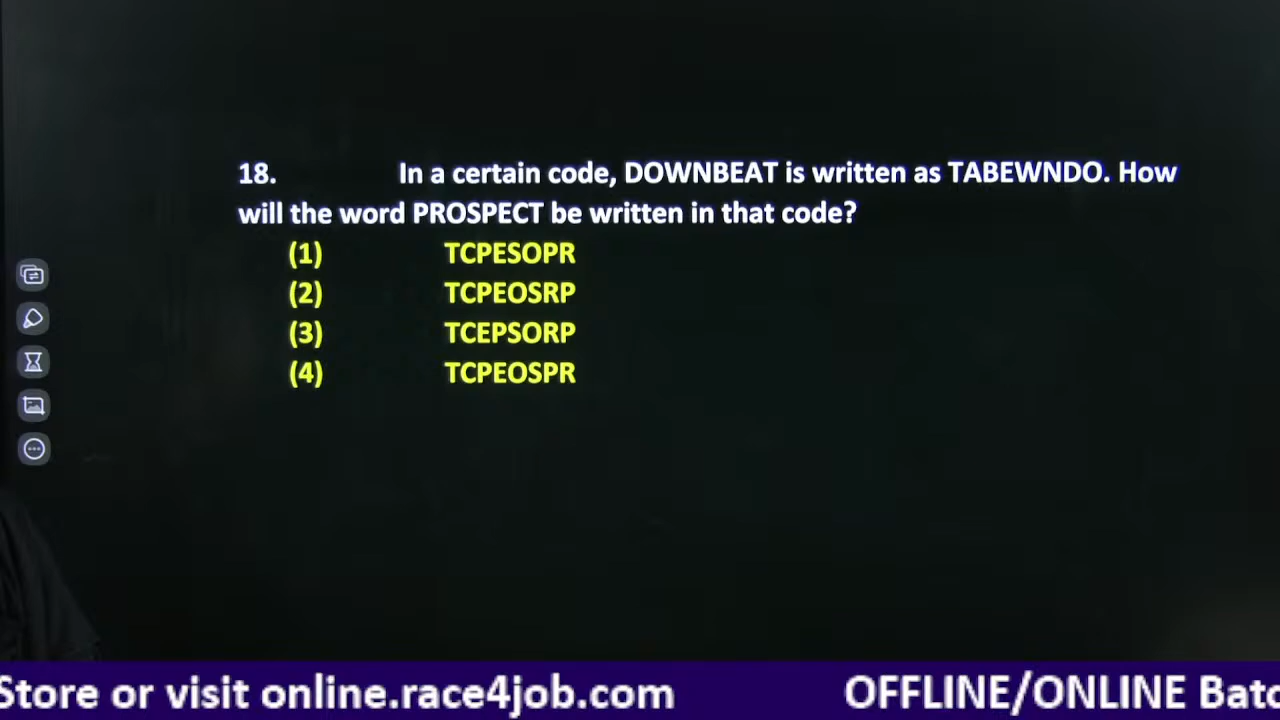 18. In a certain code, DOWNBEAT is written as TABEWNDO. How
will the word PROSPECT be written in that code?
(1) TCPESOPR
(2) TCPEOSRP
(3) TCEPSORP
(4) TCPEOSPR
Store or visit online.race4job.com OFFLINE/ONLINE Batc